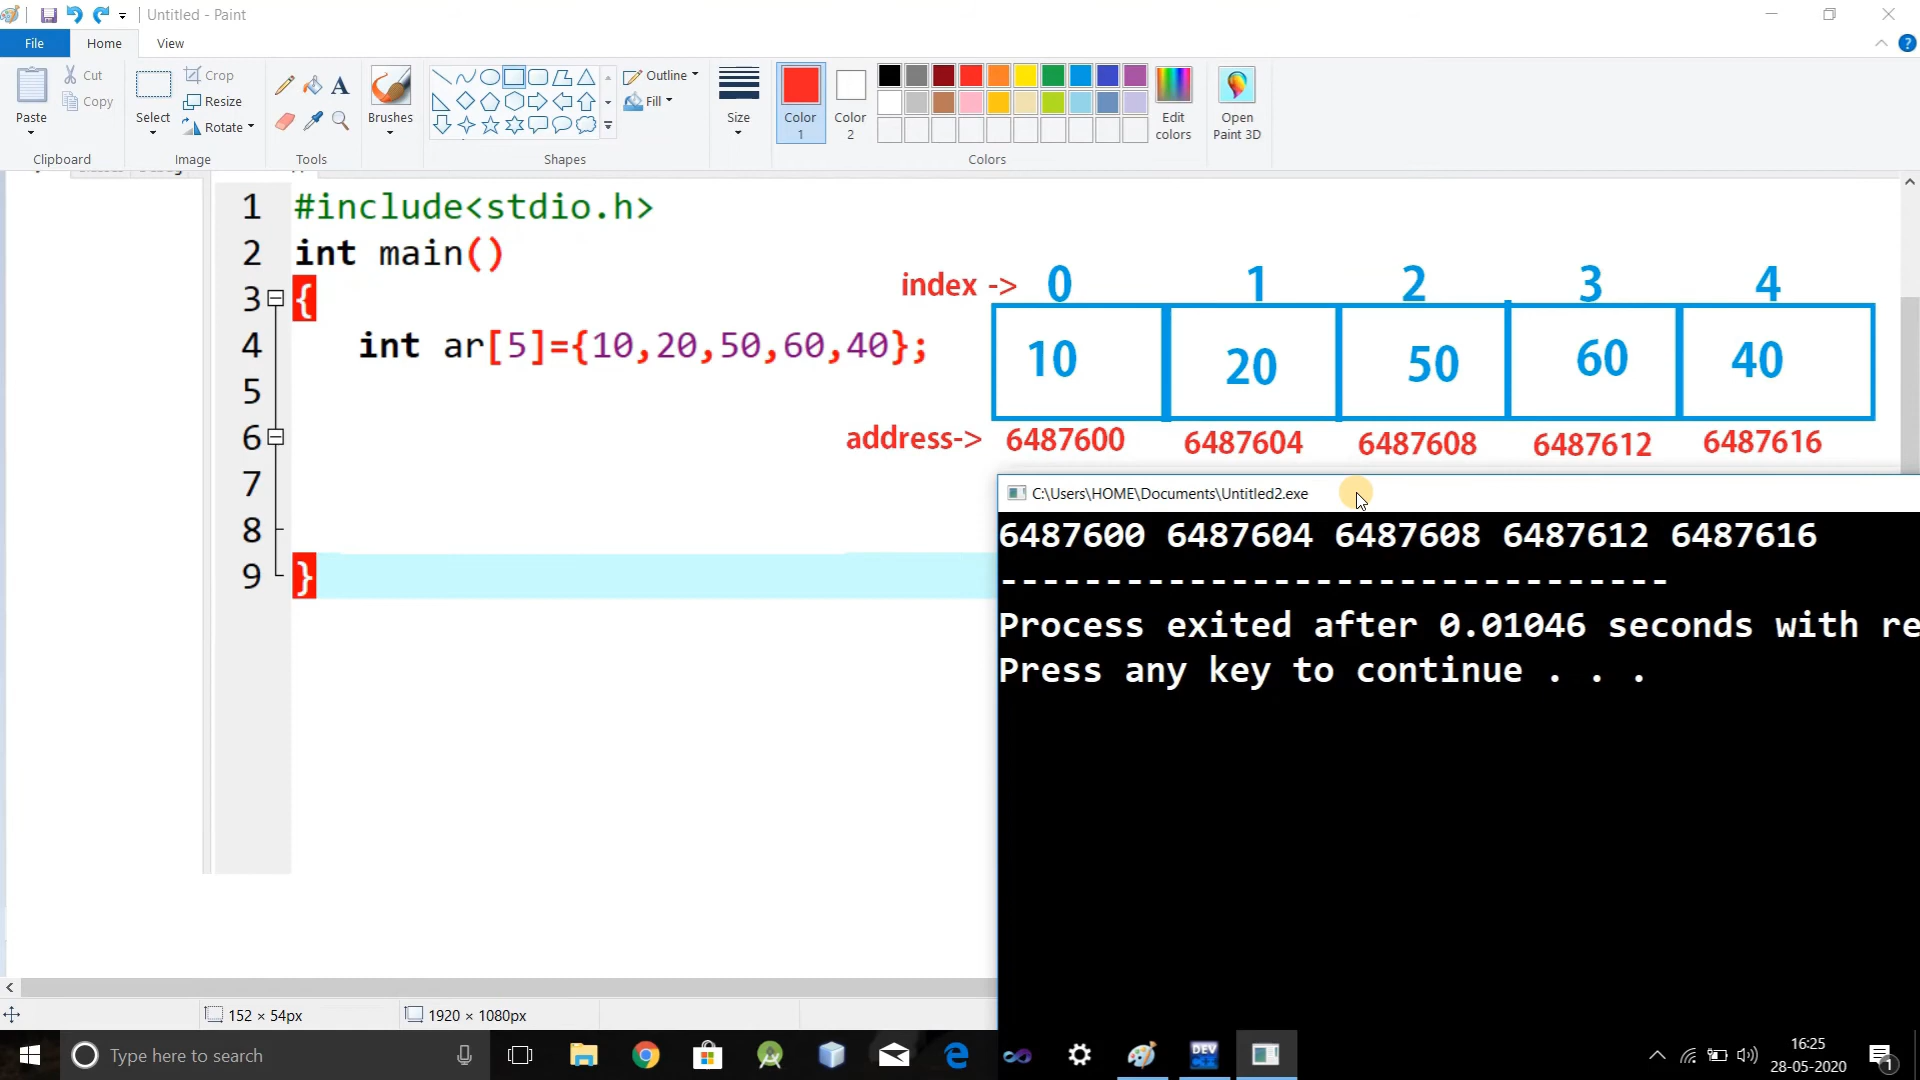 Untitled - Paint
File Home View
Paste Cut Copy Clipboard
Select Crop Resize Rotate Image
Tools
Brushes
Outline Fill Shapes
Size
Color 1 Color 2 Edit colors Colors
Open Paint 3D
1 #include<stdio.h>
2 int main()
3 {
4 int ar[5]={10,20,50,60,40};
5
6
7
8
9 }
index -> 0 1 2 3 4
10 20 50 60 40
address-> 6487600 6487604 6487608 6487612 6487616
C:\Users\HOME\Documents\Untitled2.exe
6487600 6487604 6487608 6487612 6487616
--------------------------------
Process exited after 0.01046 seconds with re
Press any key to continue . . .
152 × 54px 1920 × 1080px
Type here to search
DEV
16:25
28-05-2020
1